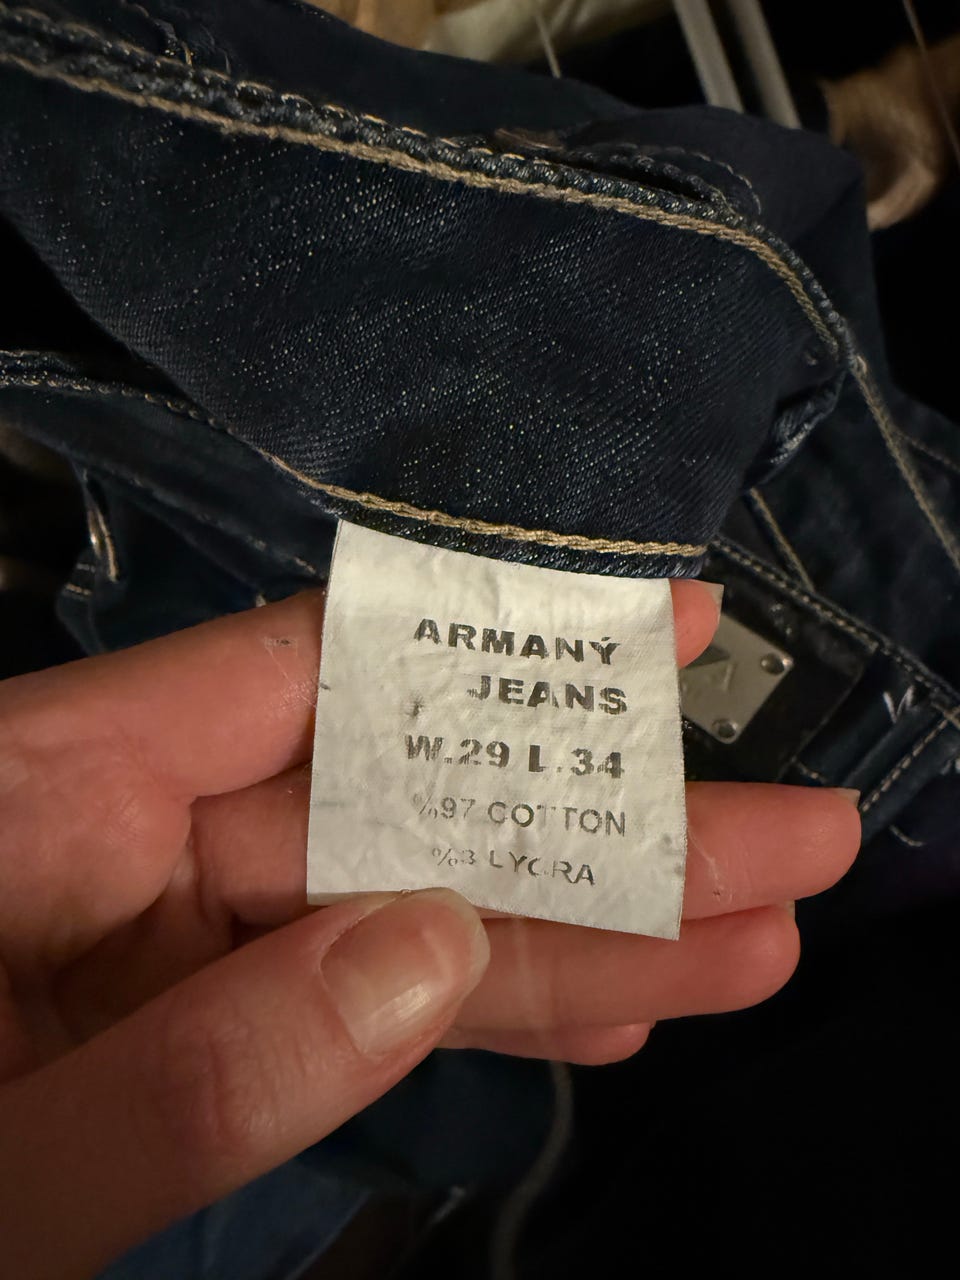 ARMANÝ
JEANS
W.29 L.34
%97 COTTON
%3 LYCRA